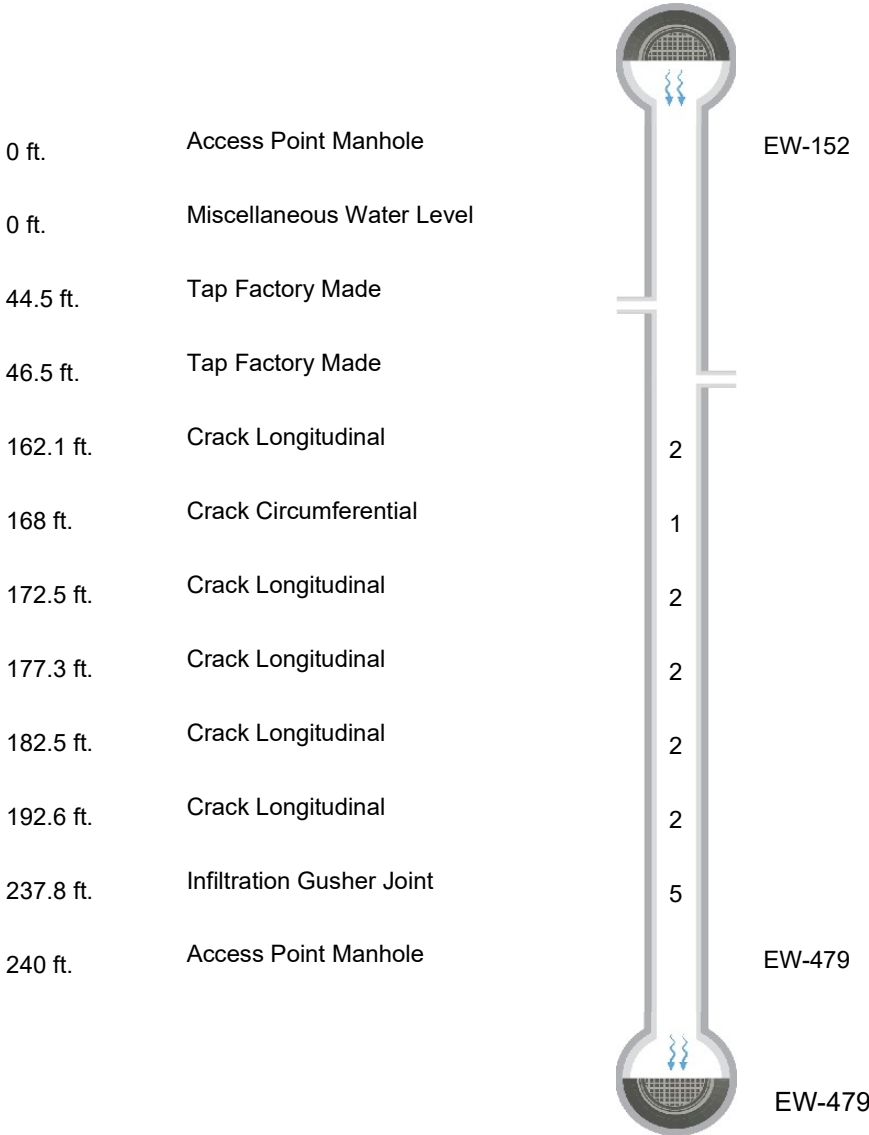 0 ft. Access Point Manhole EW-152
0 ft. Miscellaneous Water Level
44.5 ft. Tap Factory Made
46.5 ft. Tap Factory Made
162.1 ft. Crack Longitudinal 2
168 ft. Crack Circumferential 1
172.5 ft. Crack Longitudinal 2
177.3 ft. Crack Longitudinal 2
182.5 ft. Crack Longitudinal 2
192.6 ft. Crack Longitudinal 2
237.8 ft. Infiltration Gusher Joint 5
240 ft. Access Point Manhole EW-479
EW-479